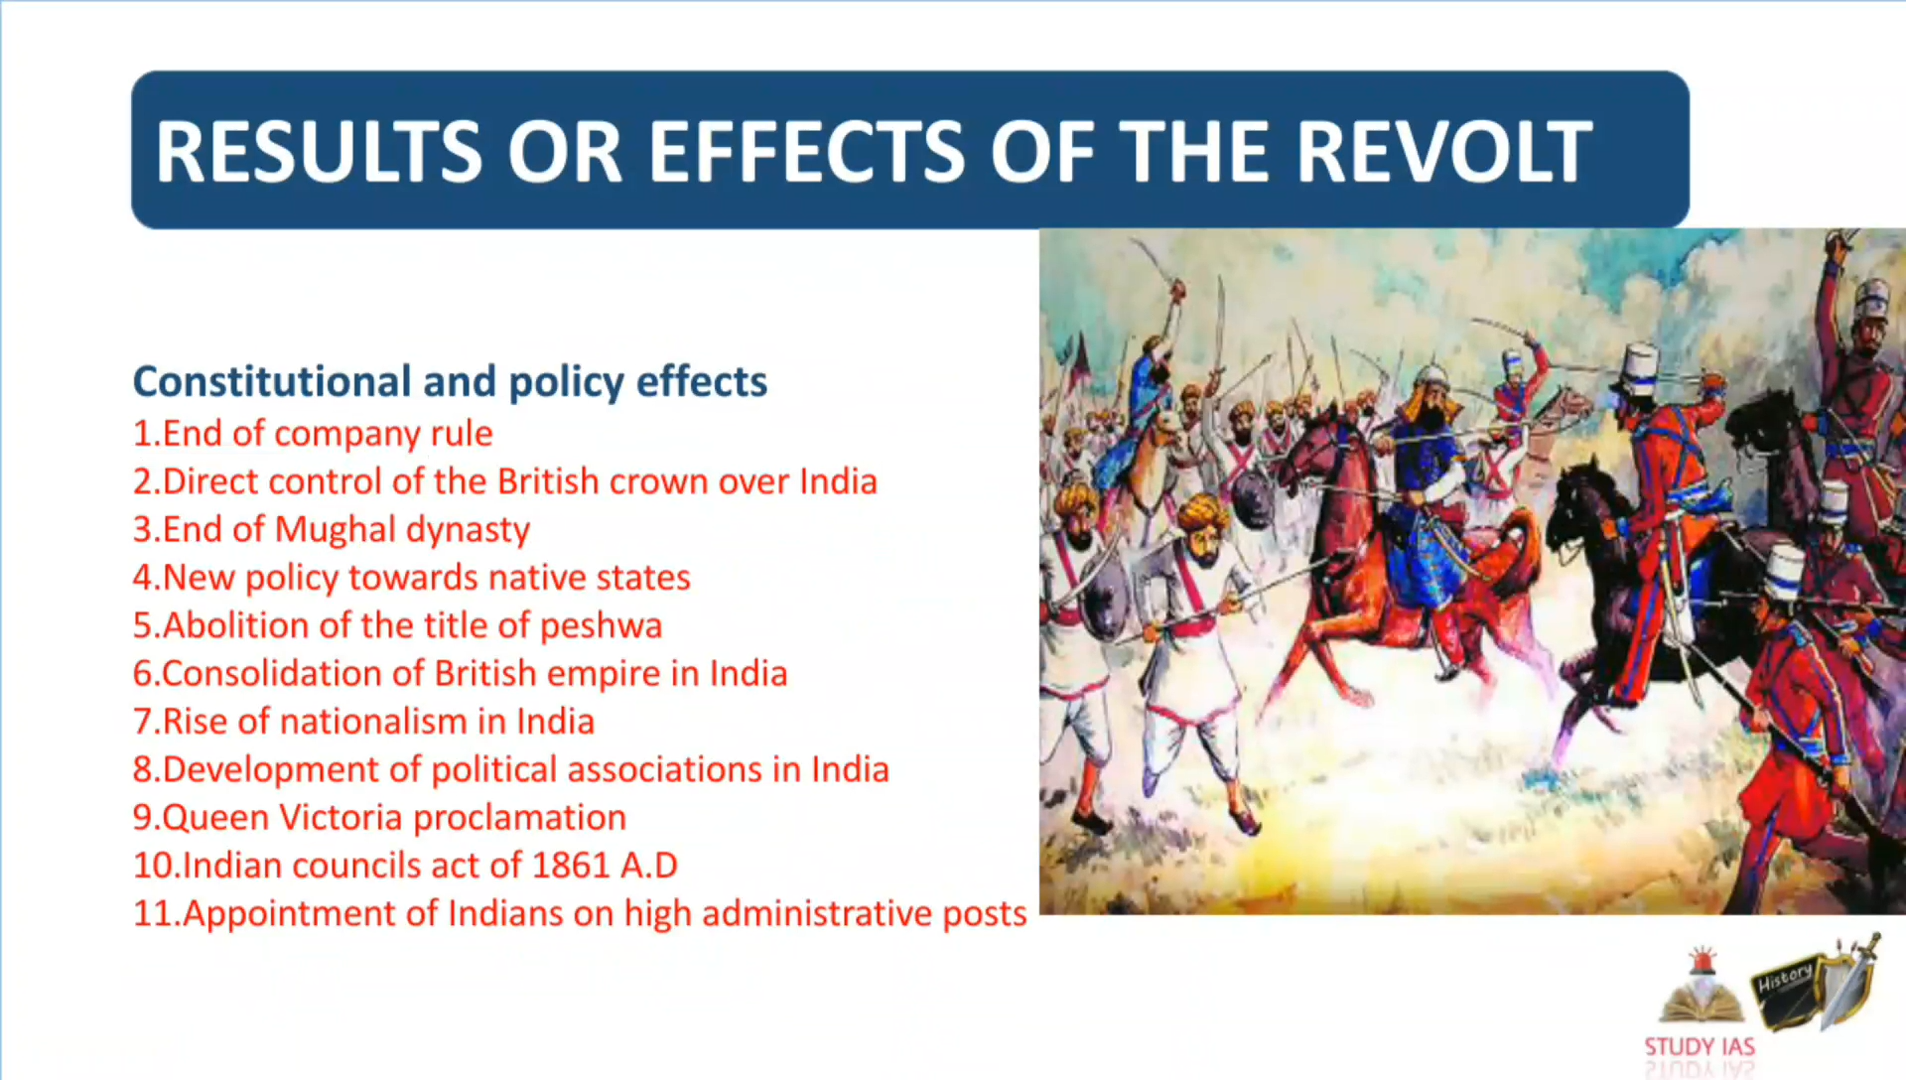 RESULTS OR EFFECTS OF THE REVOLT
Constitutional and policy effects
1.End of company rule
2.Direct control of the British crown over India
3.End of Mughal dynasty
4.New policy towards native states
5.Abolition of the title of peshwa
6.Consolidation of British empire in India
7.Rise of nationalism in India
8.Development of political associations in India
9.Queen Victoria proclamation
10.Indian councils act of 1861 A.D
11.Appointment of Indians on high administrative posts
History
STUDY IAS